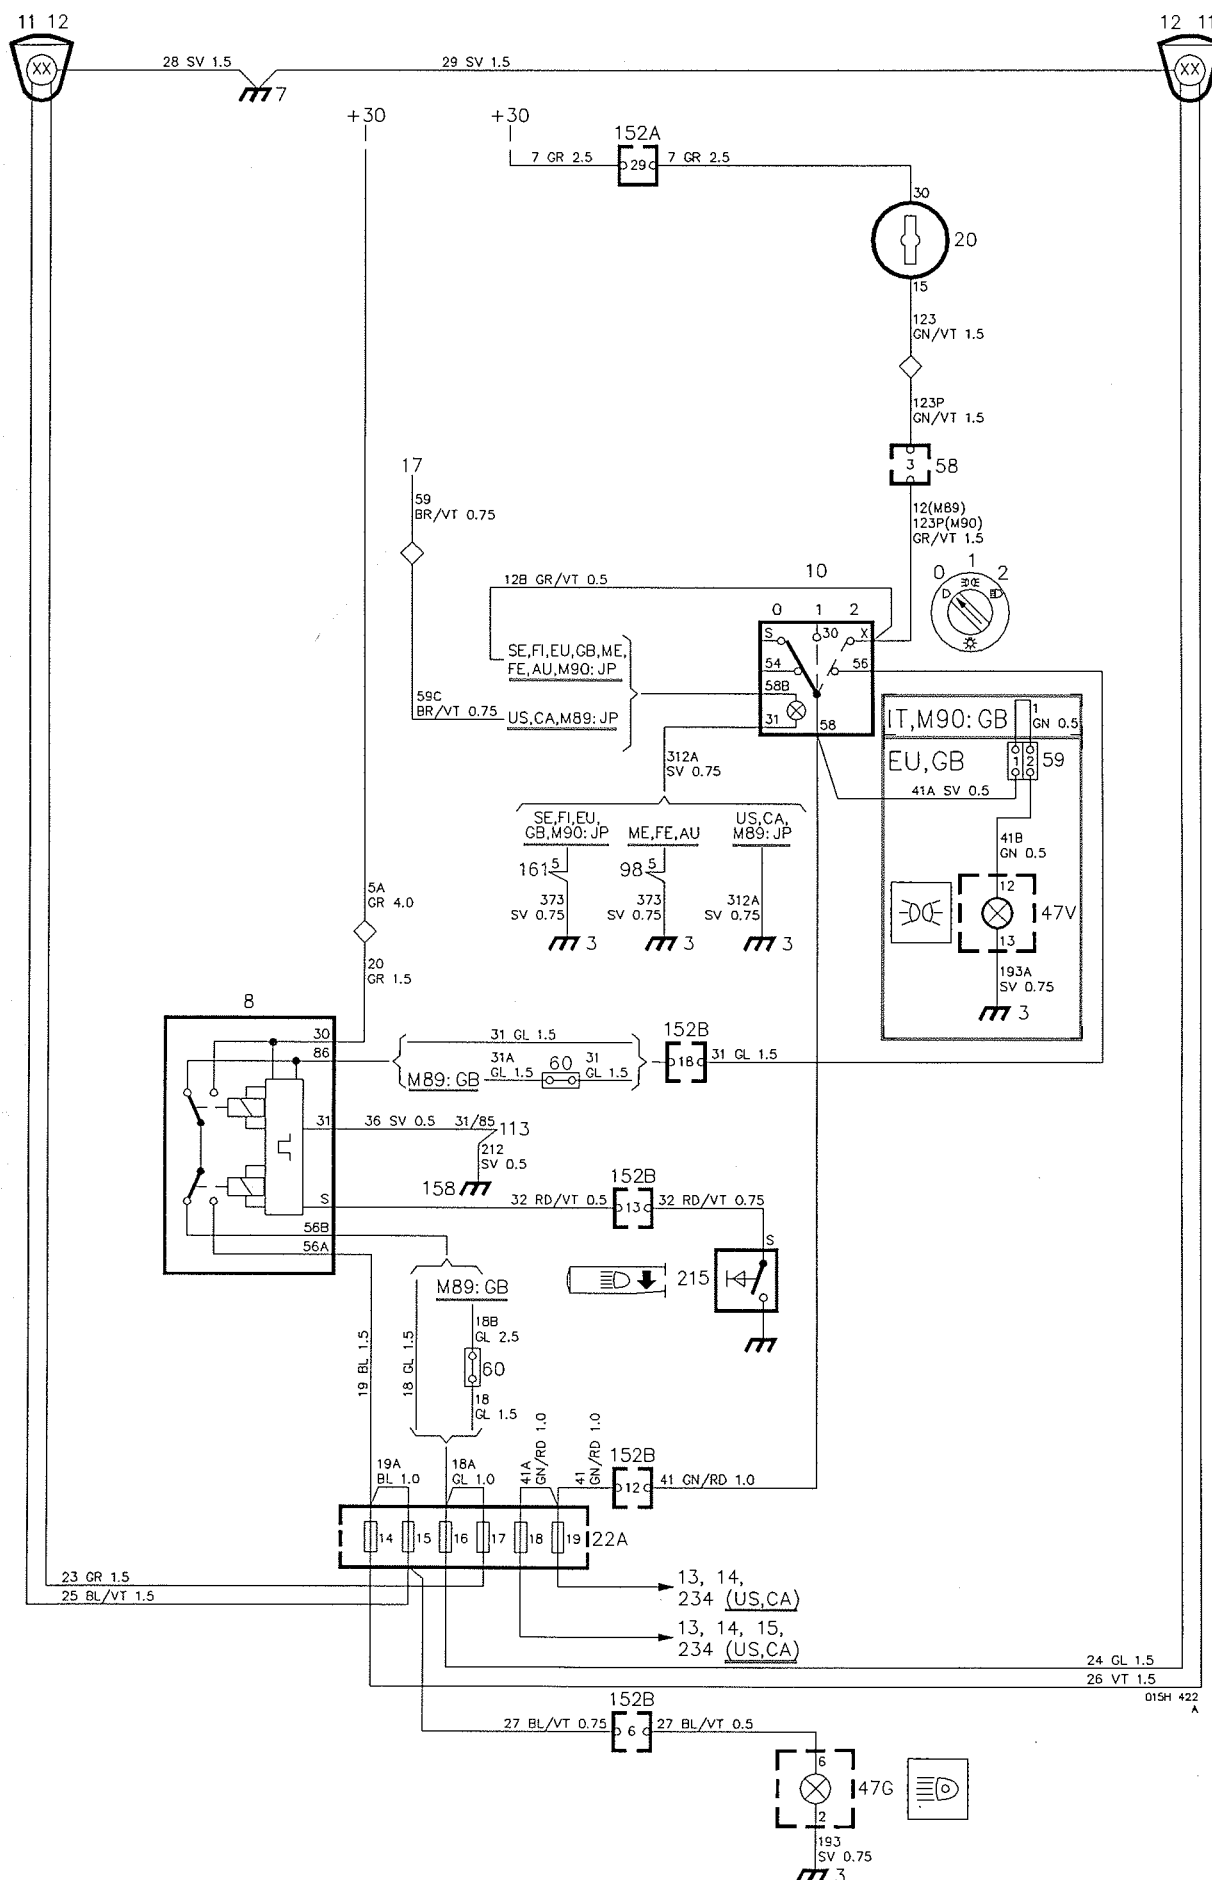 11 12
12 11
XX
28 SV 1.5
29 SV 1.5
XX
7
+30
+30
152A
7 GR 2.5
29
7 GR 2.5
30
20
15
123
GN/VT 1.5
123P
GN/VT 1.5
3
58
17
59
BR/VT 0.75
12(M89)
123P(M90)
GR/VT 1.5
12B GR/VT 0.5
10
0
1
2
0 1 2
S
30
X
54
56
58B
31
58
SE,FI,EU,GB,ME,
FE,AU,M90: JP
59C
BR/VT 0.75
US,CA,M89: JP
312A
SV 0.75
IT,M90: GB
1
GN 0.5
EU,GB
1
2
59
41A SV 0.5
41B
GN 0.5
12
47V
13
193A
SV 0.75
3
SE,FI,EU,
GB,M90: JP
ME,FE,AU
US,CA,
M89: JP
161
5
98
5
373
SV 0.75
373
SV 0.75
312A
SV 0.75
3
3
3
5A
GR 4.0
20
GR 1.5
8
30
86
31
S
56B
56A
31 GL 1.5
31A
GL 1.5
60
31
GL 1.5
M89: GB
152B
18
31 GL 1.5
36 SV 0.5
31/85
113
212
SV 0.5
158
152B
32 RD/VT 0.5
13
32 RD/VT 0.75
S
215
M89: GB
18B
GL 2.5
60
18
GL 1.5
19 BL 1.5
18 GL 1.5
19A
BL 1.0
18A
GL 1.0
41A
GN/RD 1.0
41
GN/RD 1.0
152B
12
41 GN/RD 1.0
14
15
16
17
18
19
22A
23 GR 1.5
25 BL/VT 1.5
13, 14,
234 (US,CA)
13, 14, 15,
234 (US,CA)
24 GL 1.5
26 VT 1.5
015H 422
A
152B
27 BL/VT 0.75
6
27 BL/VT 0.5
6
47G
2
193
SV 0.75
3